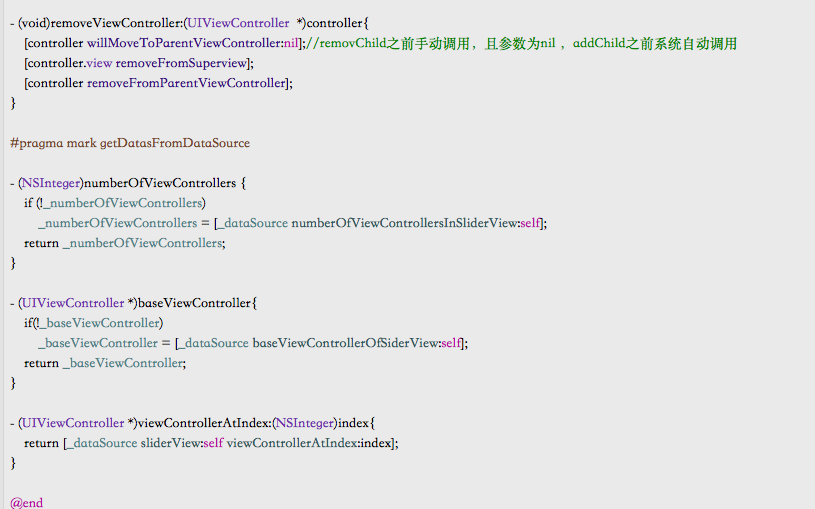 - (void)removeViewController:(UIViewController *)controller{
[controller willMoveToParentViewController:nil];//removChild之前手动调用，且参数为nil ，addChild之前系统自动调用
[controller.view removeFromSuperview];
[controller removeFromParentViewController];
}
#pragma mark getDatasFromDataSource
- (NSInteger)numberOfViewControllers {
if (!_numberOfViewControllers)
_numberOfViewControllers = [_dataSource numberOfViewControllersInSliderView:self];
return _numberOfViewControllers;
}
- (UIViewController *)baseViewController{
if(!_baseViewController)
_baseViewController = [_dataSource baseViewControllerOfSiderView:self];
return _baseViewController;
}
- (UIViewController *)viewControllerAtIndex:(NSInteger)index{
return [_dataSource sliderView:self viewControllerAtIndex:index];
}
@end